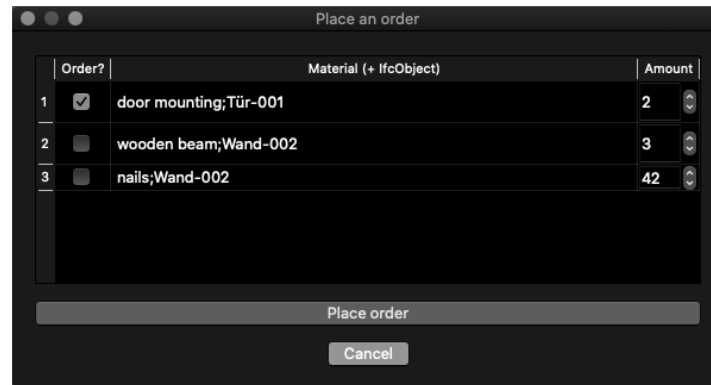 Place an order
Order? Material (+ IfcObject) Amount
1 door mounting;Tür-001 2
2 wooden beam;Wand-002 3
3 nails;Wand-002 42
Place order
Cancel